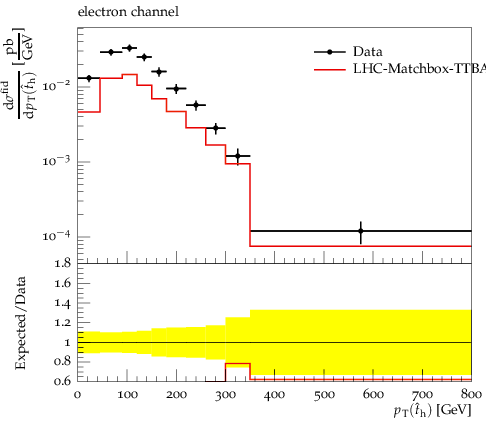 electron channel
dσ^fid/dp_T(t̂_h) [pb/GeV]
Data
LHC-Matchbox-TTBA
10^−2
10^−3
10^−4
Expected/Data
1.8
1.6
1.4
1.2
1
0.8
0.6
0 100 200 300 400 500 600 700 800
p_T(t̂_h) [GeV]